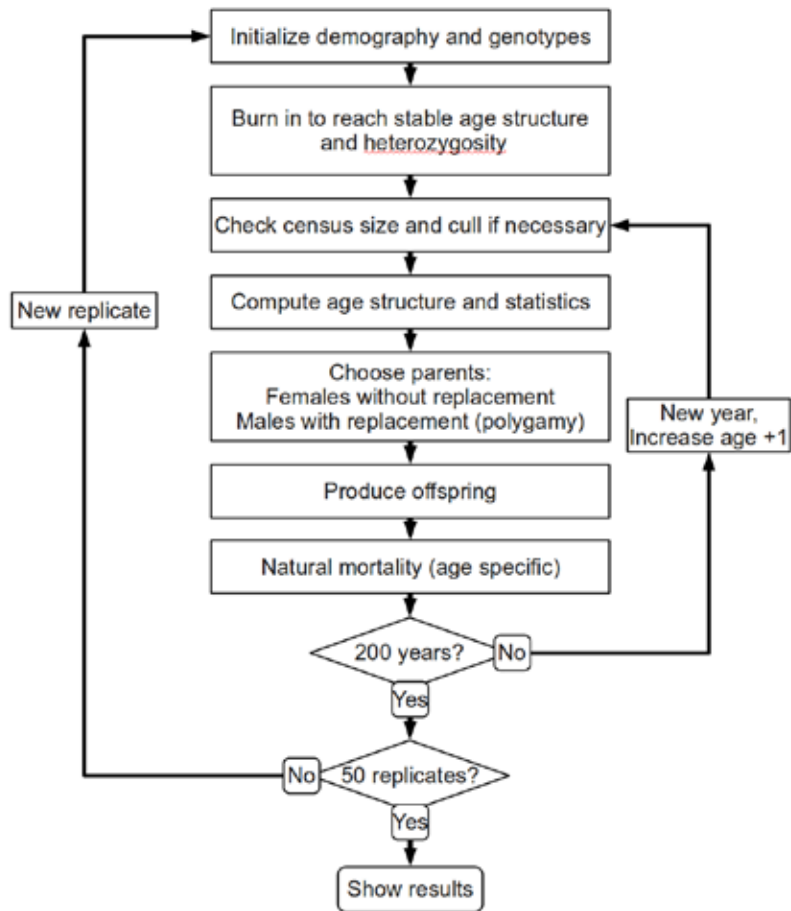 Initialize demography and genotypes
Burn in to reach stable age structure
and heterozygosity
Check census size and cull if necessary
New replicate
Compute age structure and statistics
Choose parents:
Females without replacement
Males with replacement (polygamy)
New year,
Increase age +1
Produce offspring
Natural mortality (age specific)
200 years?
No
Yes
No
50 replicates?
Yes
Show results